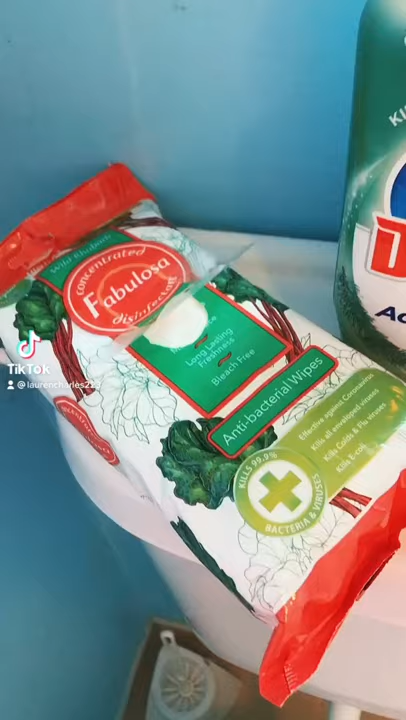 Wild Rhubarb
concentrated
Fabulosa
disinfectant
Long Lasting
Freshness
Bleach Free
Anti-bacterial Wipes
Effective against Coronavirus
Kills all enveloped viruses
Kills Colds & Flu viruses
Kills E-coli
KILLS 99.9%
BACTERIA & VIRUSES
TikTok
@laurencharles223